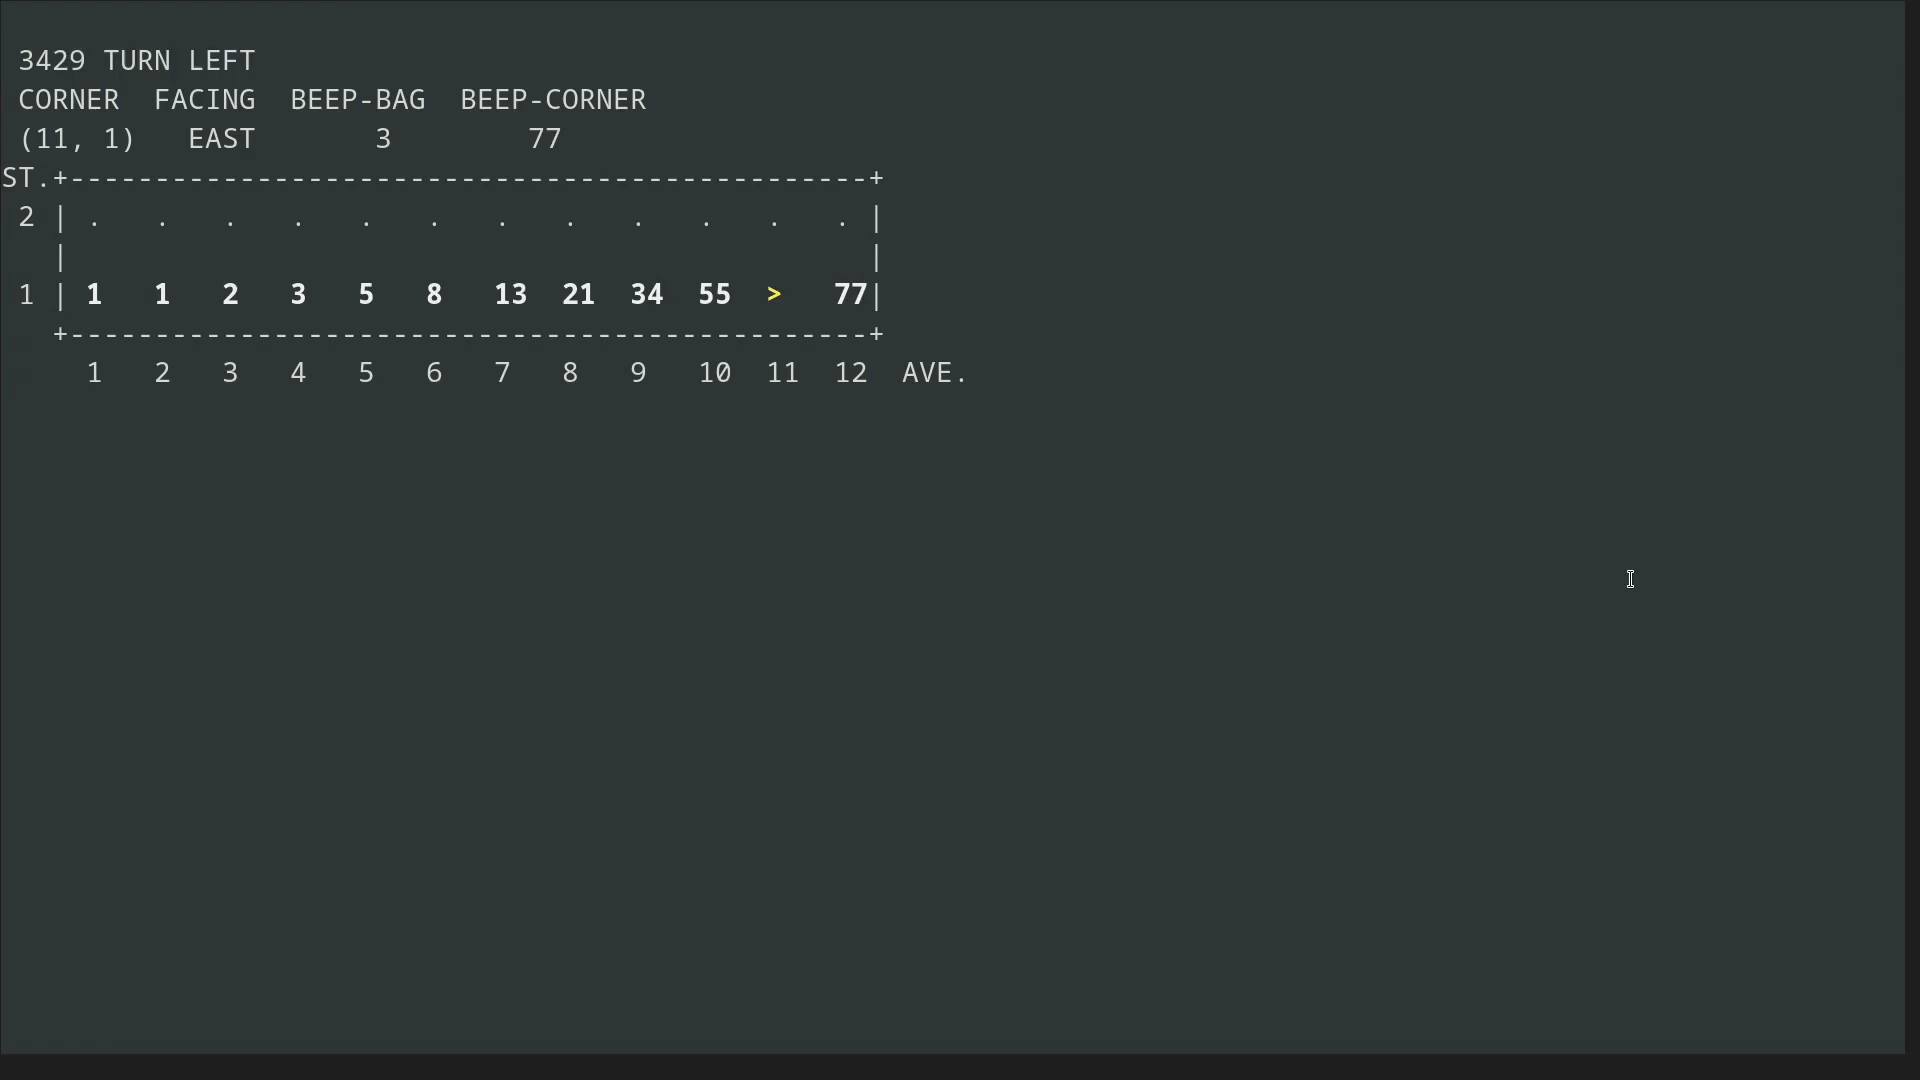 3429 TURN LEFT
CORNER  FACING  BEEP-BAG  BEEP-CORNER
(11, 1)   EAST       3        77
ST.+-----------------------------------------------+
 2 | .   .   .   .   .   .   .   .   .   .   .   . |
   |                                               |
 1 | 1   1   2   3   5   8   13  21  34  55  >   77|
   +-----------------------------------------------+
     1   2   3   4   5   6   7   8   9   10  11  12  AVE.